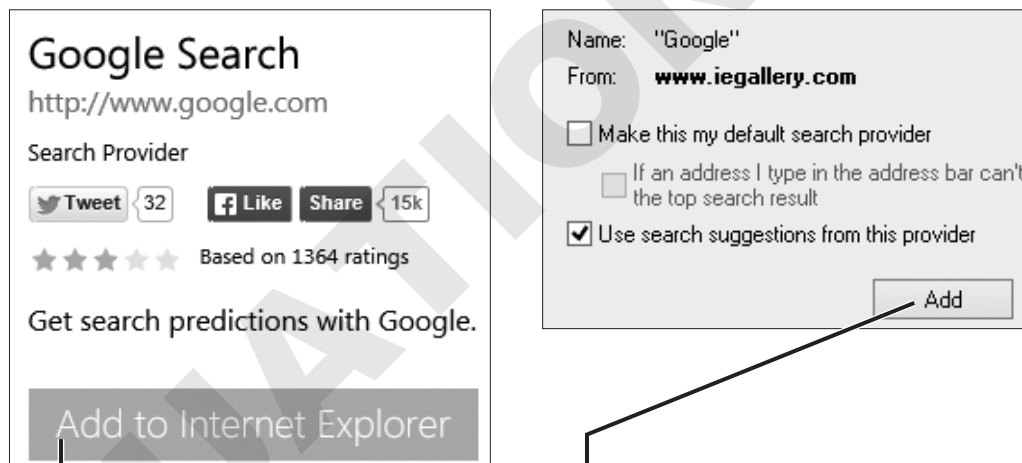 Google Search
http://www.google.com
Search Provider
Tweet 32 Like Share 15k
Based on 1364 ratings
Get search predictions with Google.
Add to Internet Explorer
Name: "Google"
From: www.iegallery.com
Make this my default search provider
If an address I type in the address bar can't
the top search result
Use search suggestions from this provider
Add
UATION